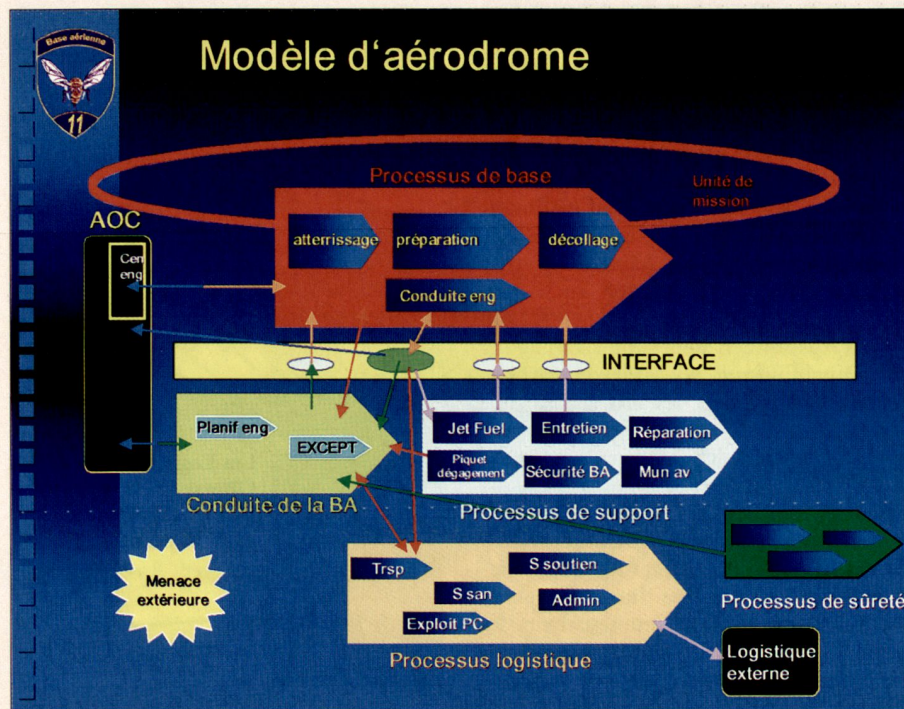 Base aérienne
11
Modèle d'aérodrome
Processus de base
Unité de
mission
AOC
Cen
eng
atterrissage
préparation
décollage
Conduite eng
INTERFACE
Planif eng
EXCEPT
Conduite de la BA
Jet Fuel
Entretien
Réparation
Piquet
dégagement
Sécurité BA
Mun av
Processus de support
Menace
extérieure
Trsp
S soutien
S san
Admin
Exploit PC
Processus logistique
Processus de sûreté
Logistique
externe